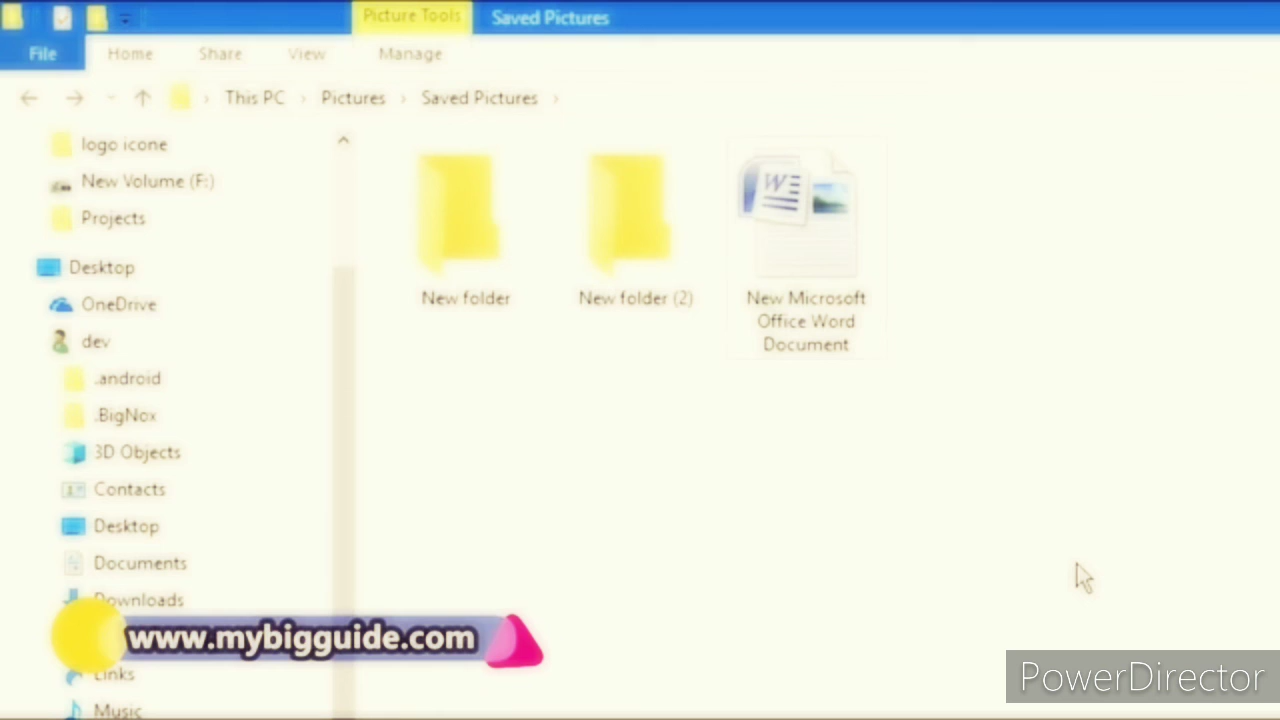 Picture Tools
Saved Pictures
File
Home
Share
View
Manage
This PC
Pictures
Saved Pictures
logo icone
New Volume (F:)
Projects
Desktop
OneDrive
dev
.android
.BigNox
3D Objects
Contacts
Desktop
Documents
Downloads
Links
Music
New folder
New folder (2)
New Microsoft
Office Word
Document
www.mybigguide.com
PowerDirector